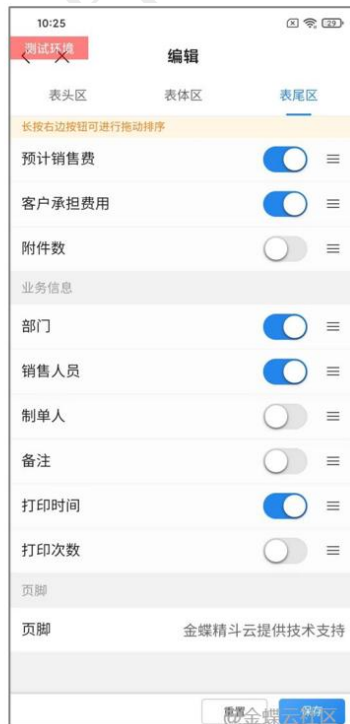 10:25
29
测试环境
编辑
表头区 表体区 表尾区
长按右边按钮可进行拖动排序
预计销售费
客户承担费用
附件数
业务信息
部门
销售人员
制单人
备注
打印时间
打印次数
页脚
页脚 金蝶精斗云提供技术支持
重置 保存
@金蝶云社区